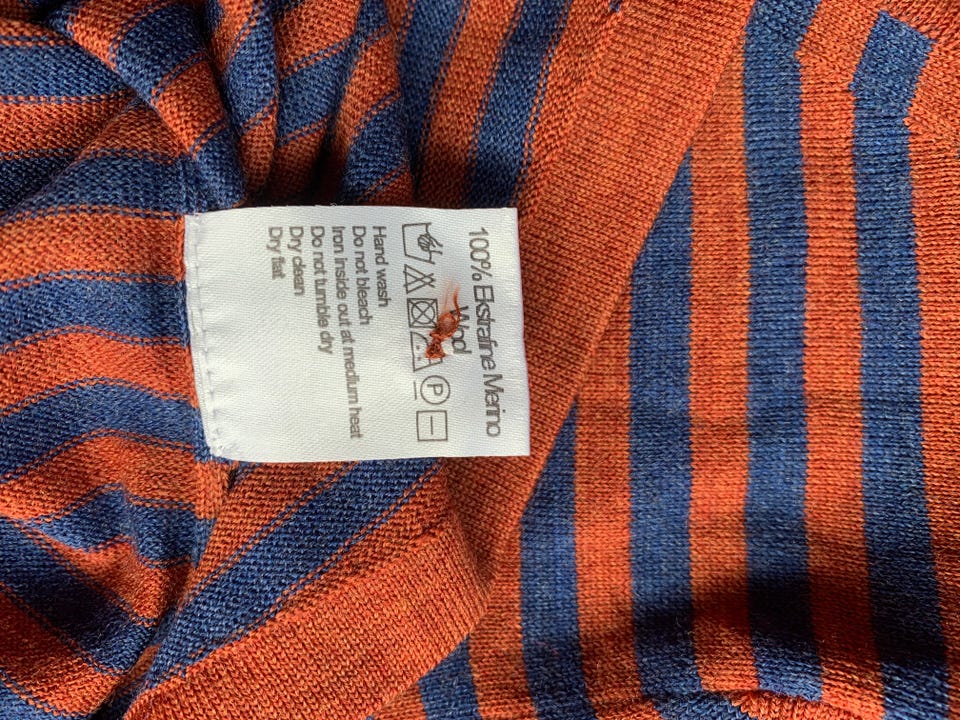 100% Ekstrafine Merino
Wool
P
Hand wash
Do not bleach
Iron inside out at medium heat
Do not tumble dry
Dry clean
Dry flat